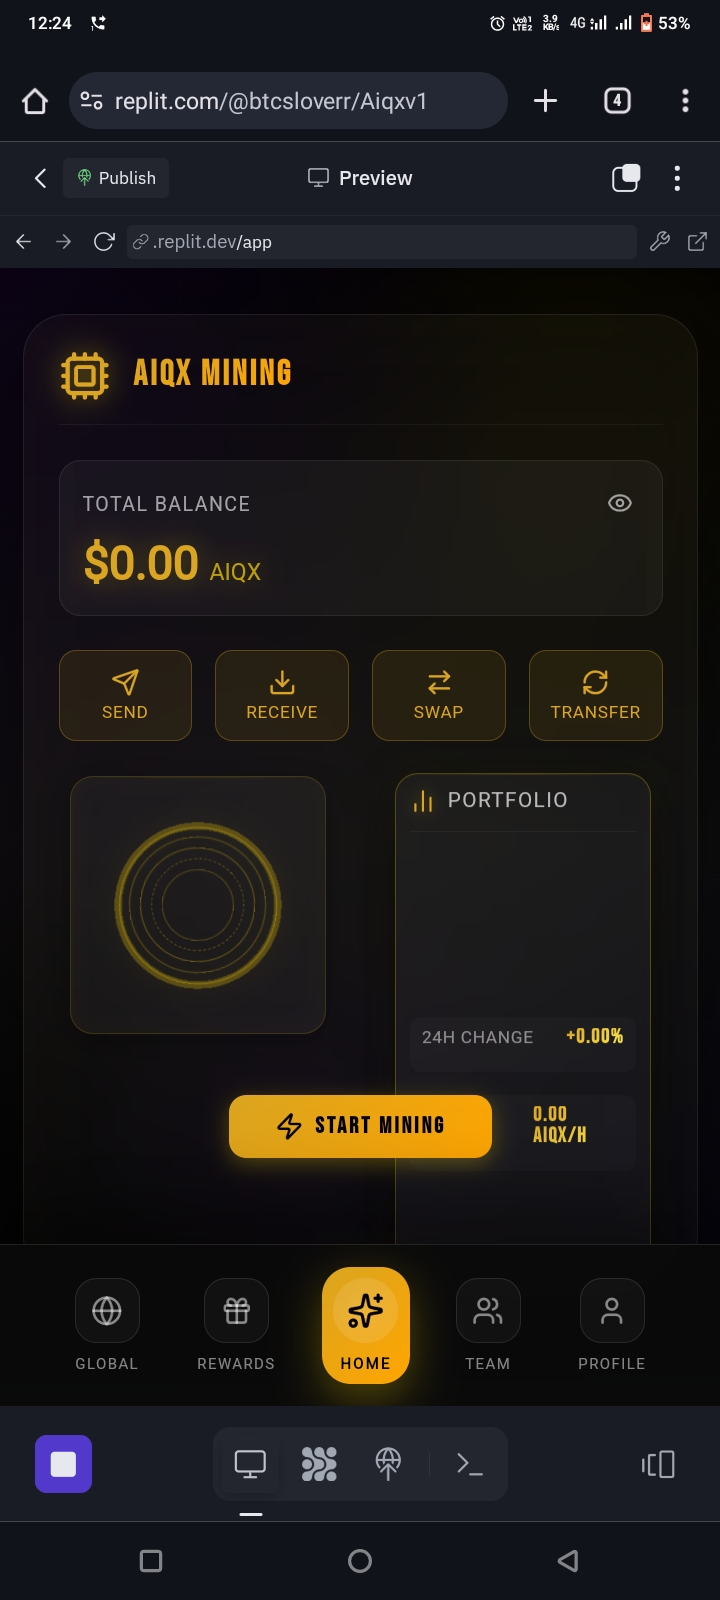 12:24
Vo)) 1
LTE2
3.9
KB/s
4G
53%
replit.com/@btcsloverr/Aiqxv1
4
Publish
Preview
.replit.dev/app
AIQX MINING
TOTAL BALANCE
$0.00 AIQX
SEND
RECEIVE
SWAP
TRANSFER
PORTFOLIO
24H CHANGE
+0.00%
START MINING
0.00
AIQX/H
GLOBAL
REWARDS
HOME
TEAM
PROFILE